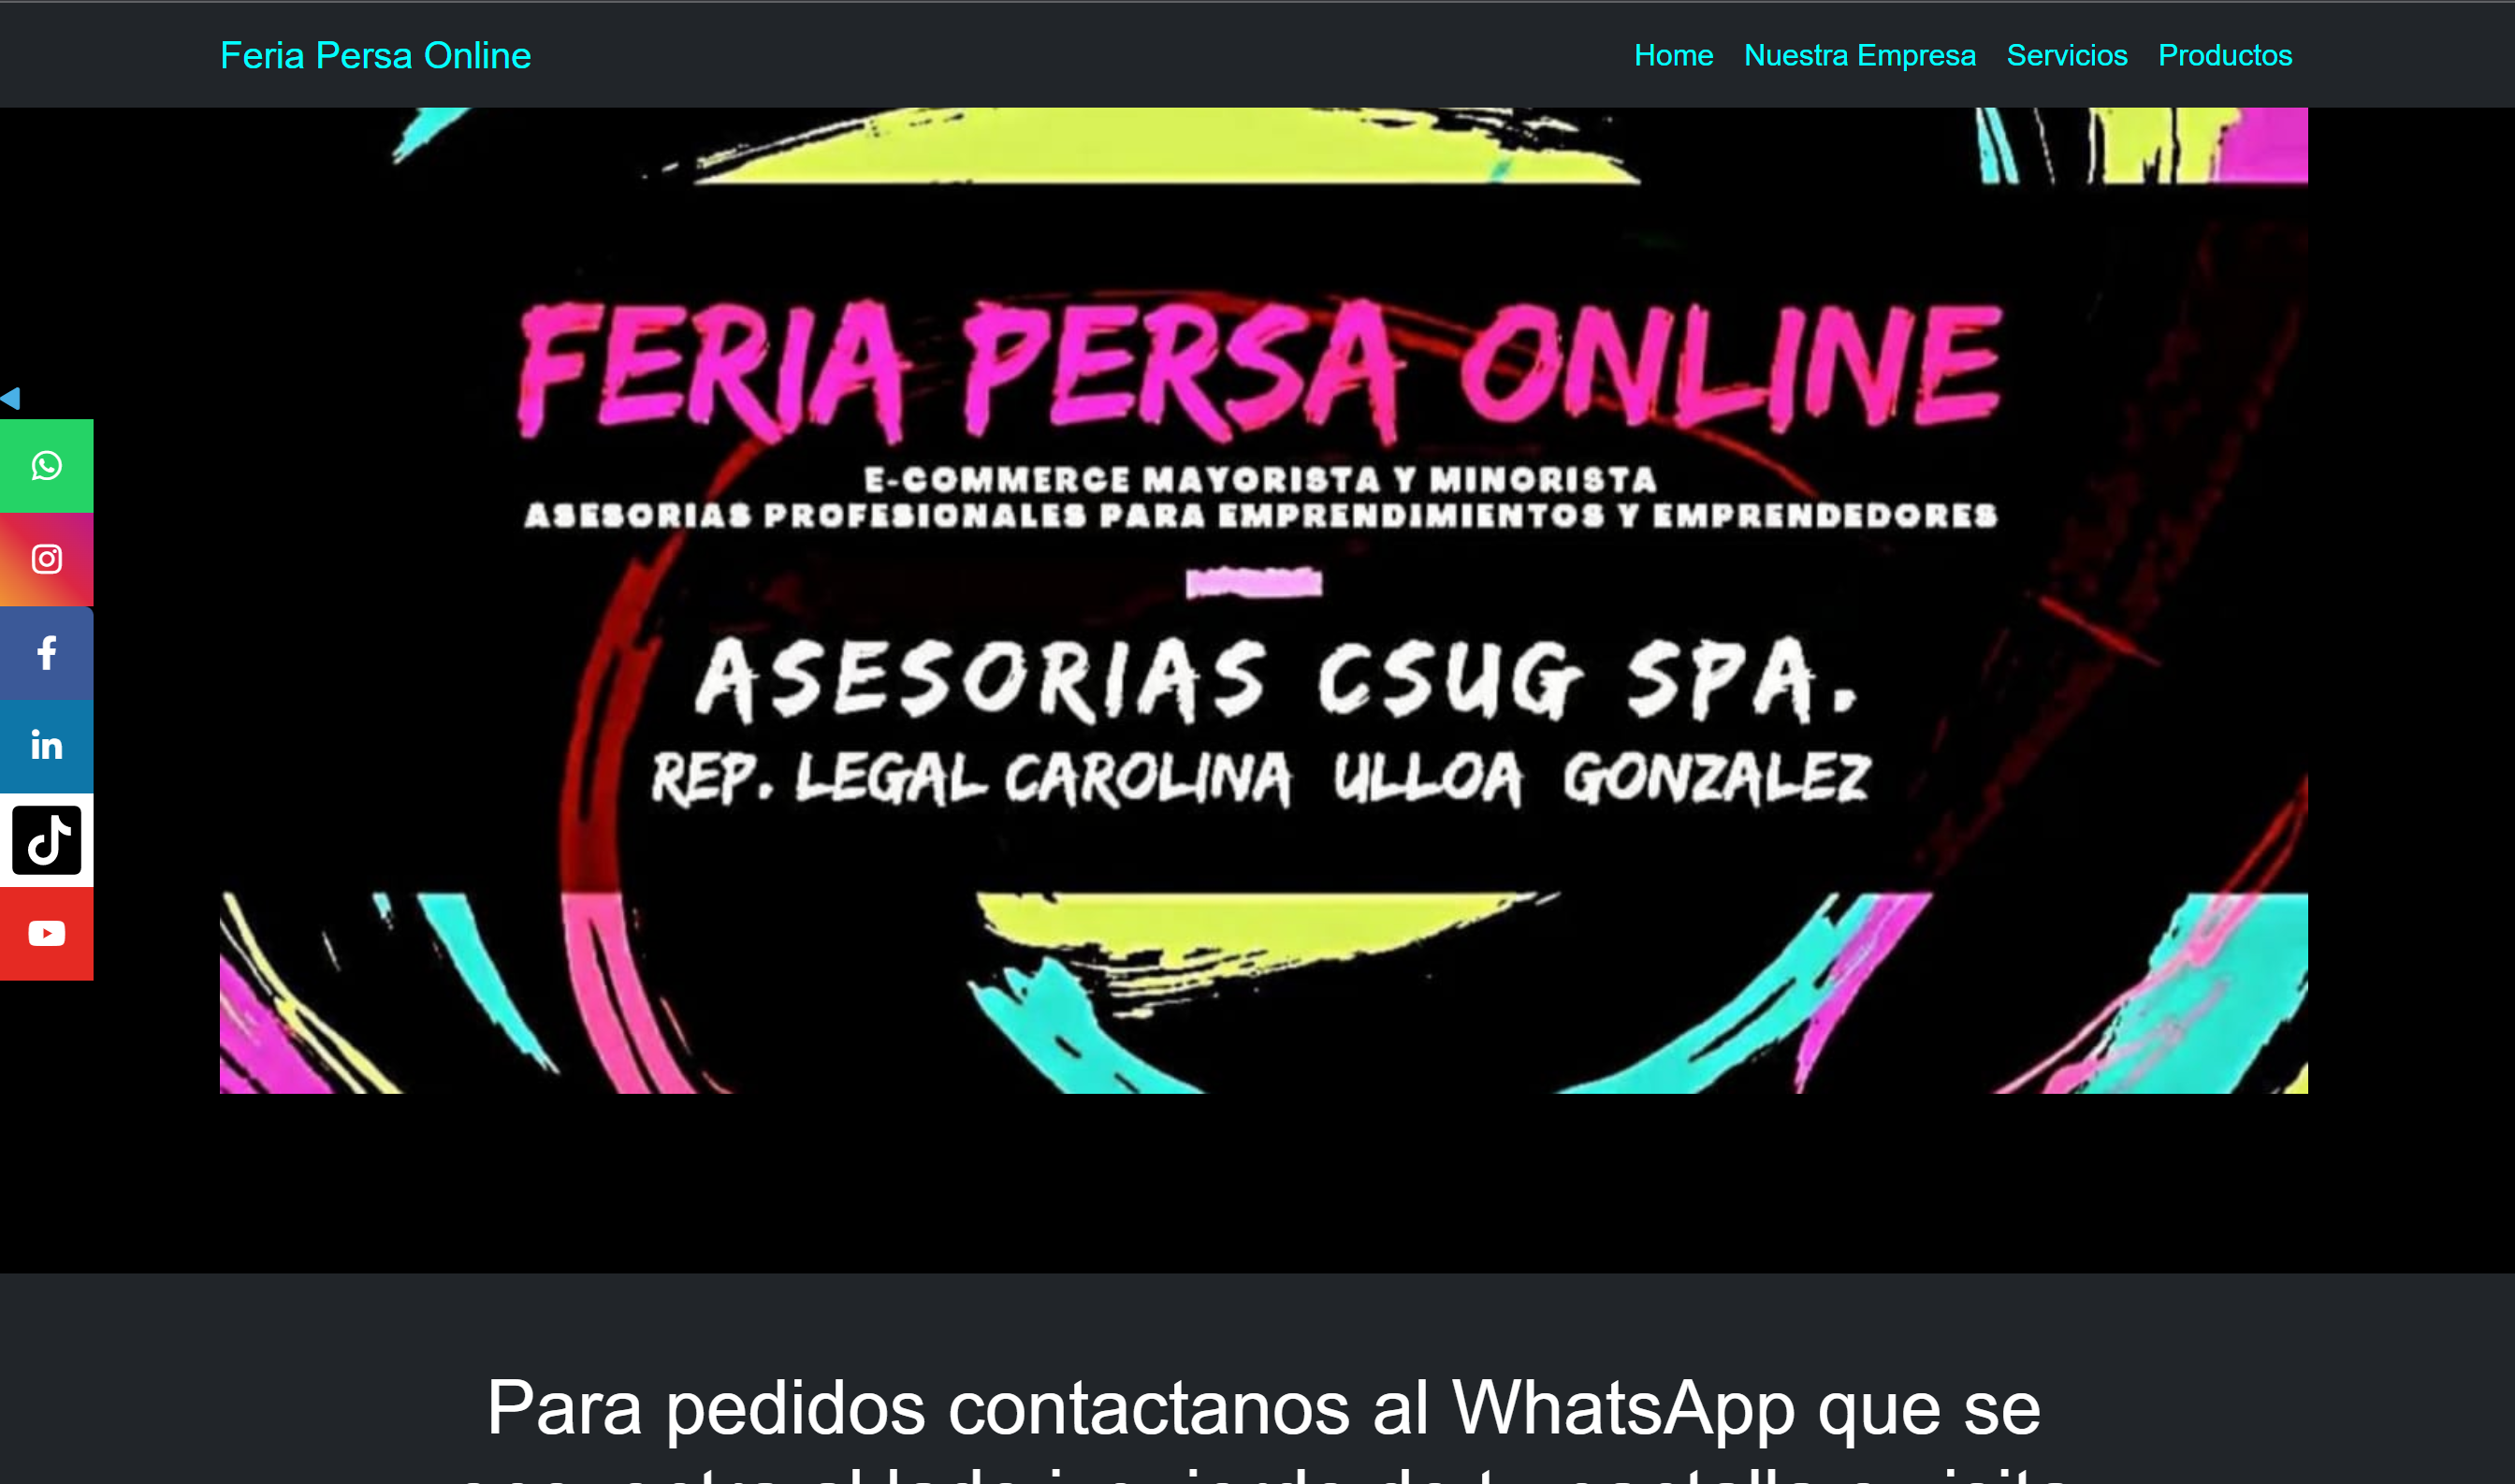 Feria Persa Online
Home Nuestra Empresa Servicios Productos
FERIA PERSA ONLINE
E-COMMERCE MAYORISTA Y MINORISTA
ASESORIAS PROFESIONALES PARA EMPRENDIMIENTOS Y EMPRENDEDORES
ASESORIAS CSUG SPA.
REP. LEGAL CAROLINA ULLOA GONZALEZ
in
Para pedidos contactanos al WhatsApp que se